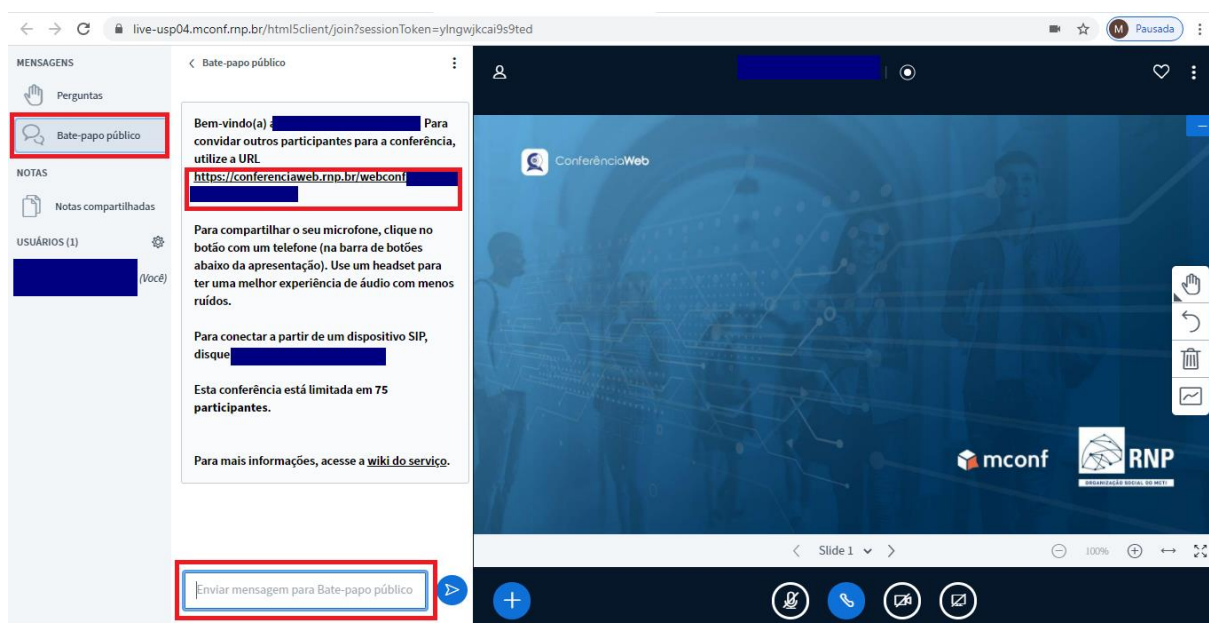 live-usp04.mconf.rnp.br/html5client/join?sessionToken=ylngwjkcai9s9ted
M
Pausada
MENSAGENS
Perguntas
Bate-papo público
NOTAS
Notas compartilhadas
USUÁRIOS (1)
(Você)
Bate-papo público
Bem-vindo(a) a
Para
convidar outros participantes para a conferência,
utilize a URL
https://conferenciaweb.rnp.br/webconf
Para compartilhar o seu microfone, clique no
botão com um telefone (na barra de botões
abaixo da apresentação). Use um headset para
ter uma melhor experiência de áudio com menos
ruídos.
Para conectar a partir de um dispositivo SIP,
disque
Esta conferência está limitada em 75
participantes.
Para mais informações, acesse a wiki do serviço.
Enviar mensagem para Bate-papo público
ConferênciaWeb
mconf
RNP
ORGANIZAÇÃO SOCIAL DO MCTI
Slide 1
100%